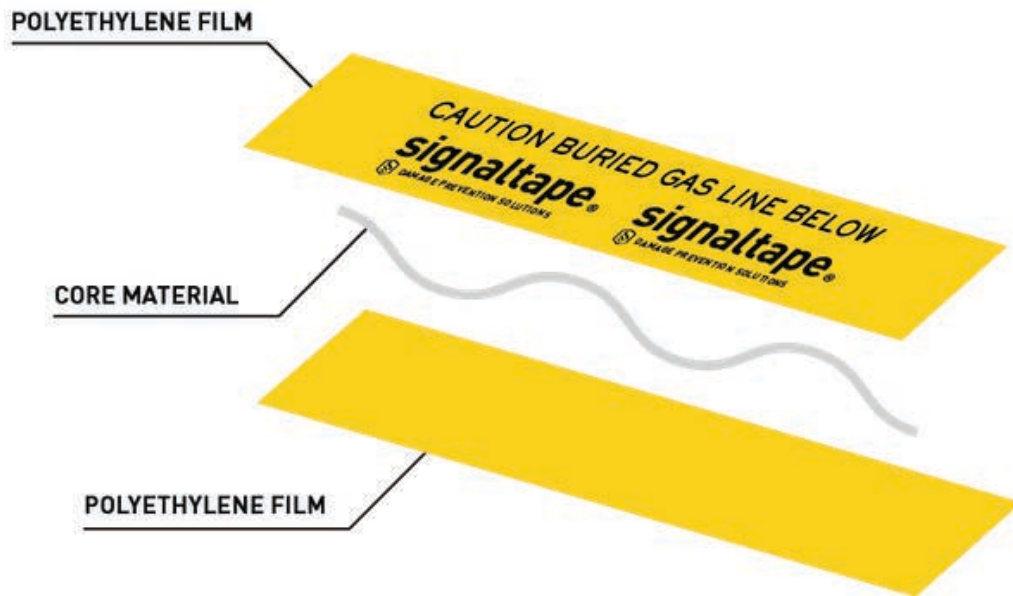 POLYETHYLENE FILM
CAUTION BURIED GAS LINE BELOW
signaltape®
DAMAGE PREVENTION SOLUTIONS
signaltape®
DAMAGE PREVENTION SOLUTIONS
CORE MATERIAL
POLYETHYLENE FILM